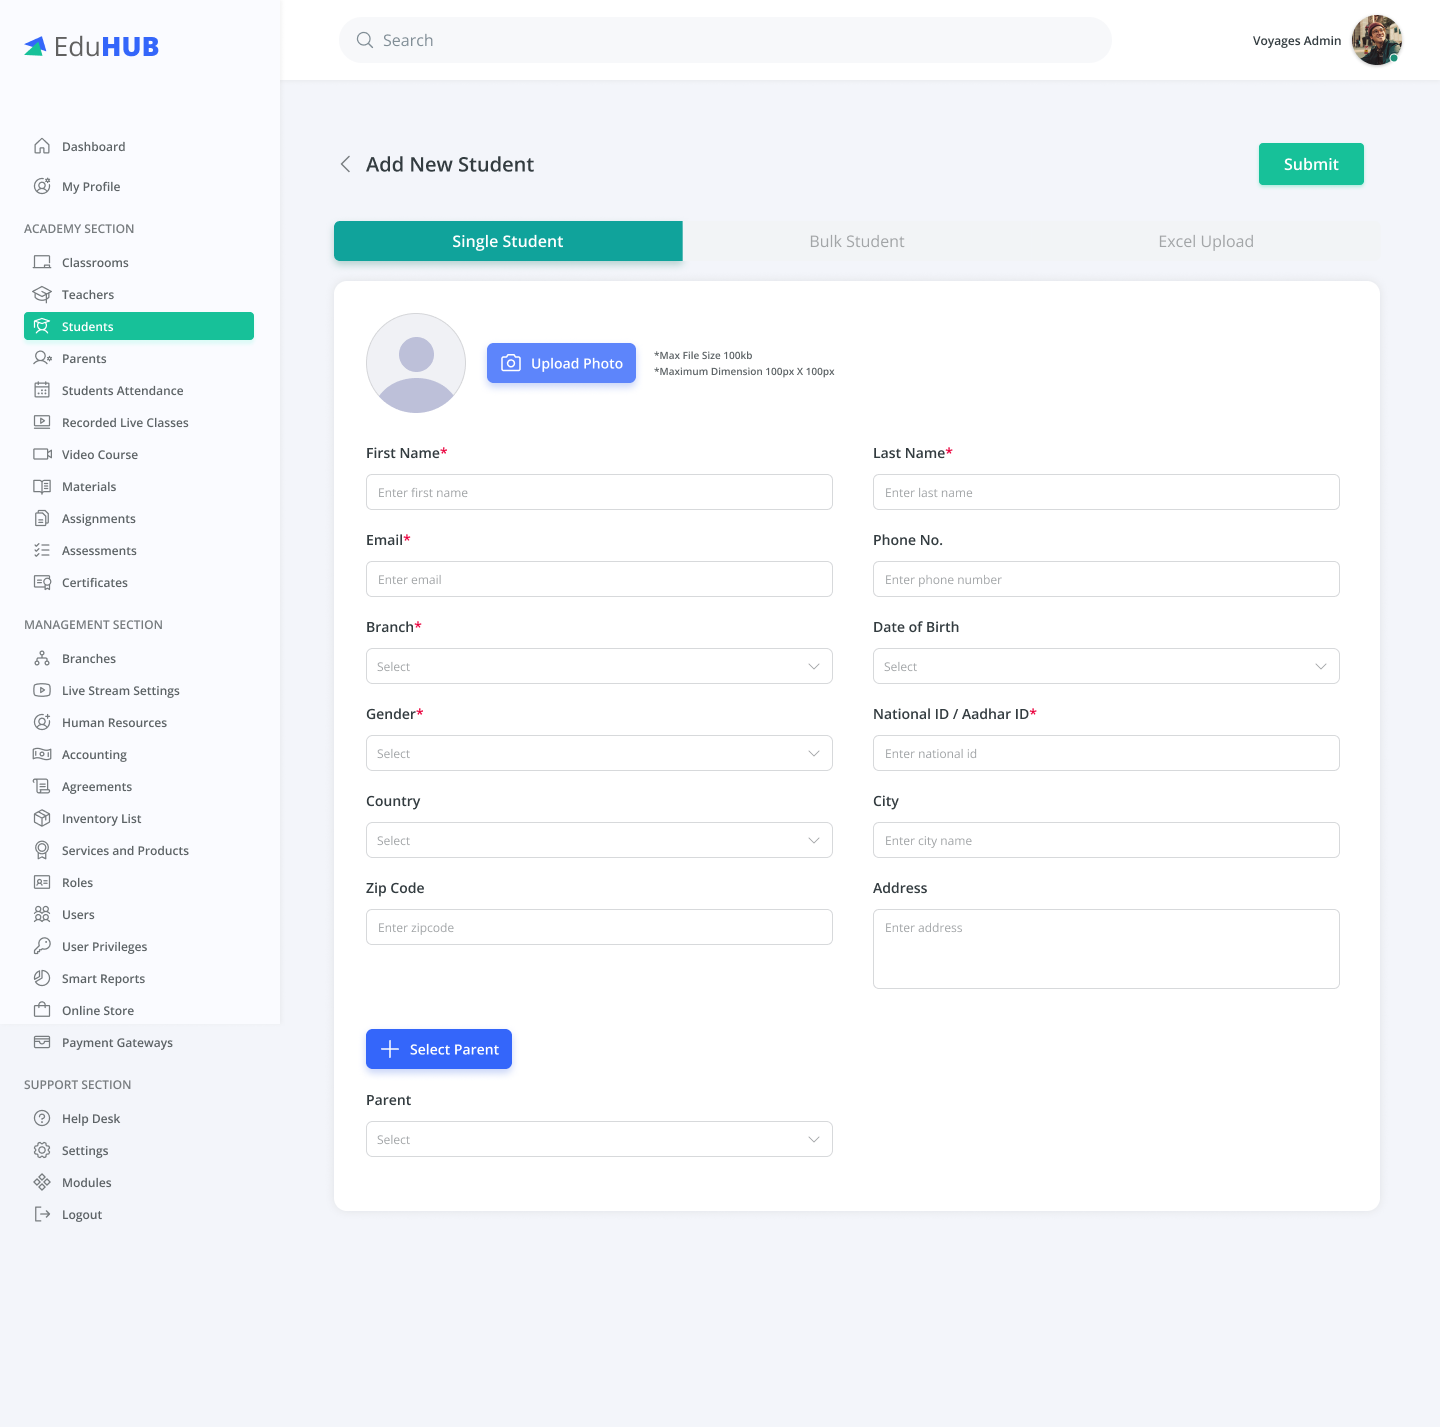 EduHUB
Search
Voyages Admin
Dashboard
My Profile
ACADEMY SECTION
Classrooms
Teachers
Students
Parents
Students Attendance
Recorded Live Classes
Video Course
Materials
Assignments
Assessments
Certificates
MANAGEMENT SECTION
Branches
Live Stream Settings
Human Resources
Accounting
Agreements
Inventory List
Services and Products
Roles
Users
User Privileges
Smart Reports
Online Store
Payment Gateways
SUPPORT SECTION
Help Desk
Settings
Modules
Logout
Add New Student
Submit
Single Student
Bulk Student
Excel Upload
Upload Photo
*Max File Size 100kb
*Maximum Dimension 100px X 100px
First Name*
Enter first name
Last Name*
Enter last name
Email*
Enter email
Phone No.
Enter phone number
Branch*
Select
Date of Birth
Select
Gender*
Select
National ID / Aadhar ID*
Enter national id
Country
Select
City
Enter city name
Zip Code
Enter zipcode
Address
Enter address
Select Parent
Parent
Select